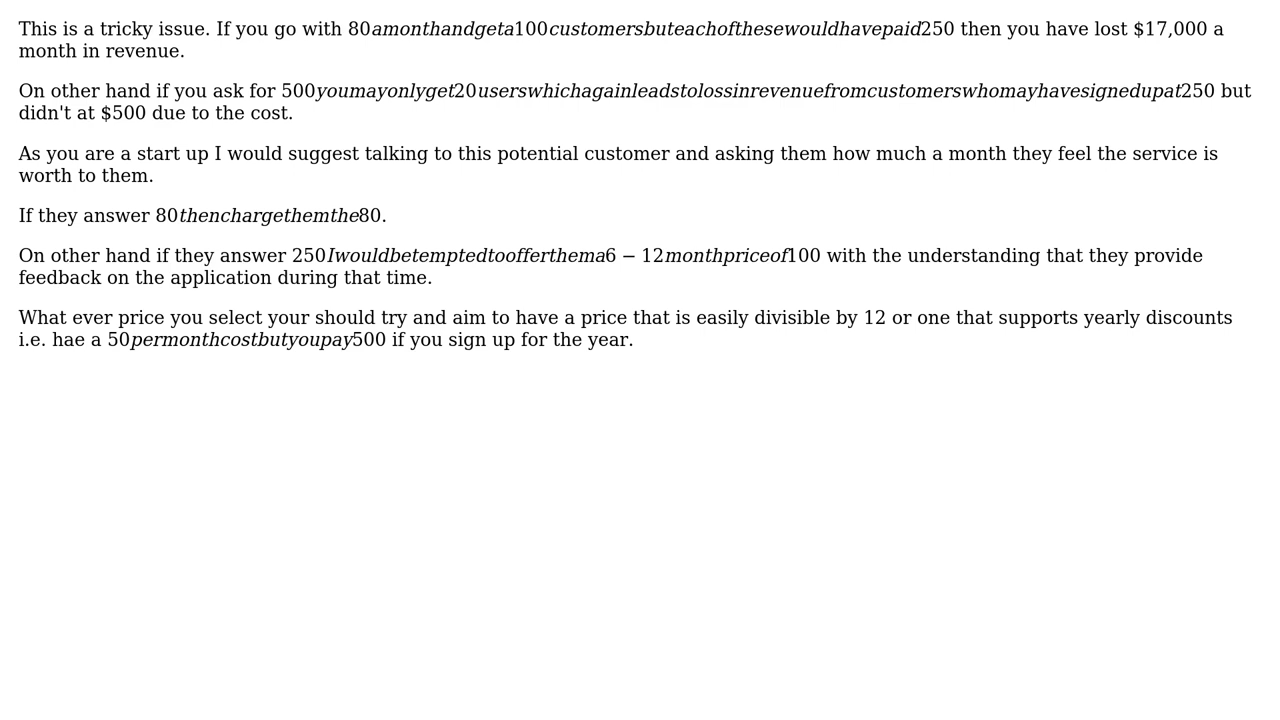 This is a tricky issue. If you go with 80amonthandgeta100customersbuteachofthesewouldhavepaid250 then you have lost $17,000 a
month in revenue.
On other hand if you ask for 500youmayonlyget20userswhichagainleadstolossinrevenuefromcustomerswhomayhavesignedupat250 but
didn't at $500 due to the cost.
As you are a start up I would suggest talking to this potential customer and asking them how much a month they feel the service is
worth to them.
If they answer 80thenchargethemthe80.
On other hand if they answer 250Iwouldbetemptedtoofferthema6 − 12monthpriceof100 with the understanding that they provide
feedback on the application during that time.
What ever price you select your should try and aim to have a price that is easily divisible by 12 or one that supports yearly discounts
i.e. hae a 50permonthcostbutyoupay500 if you sign up for the year.